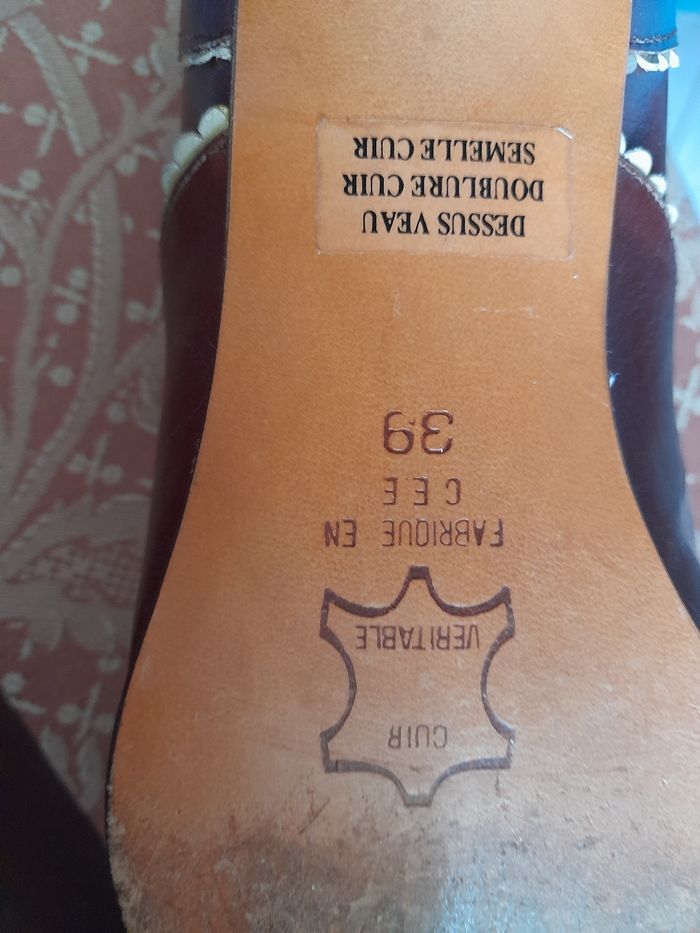 CUIR
VERITABLE
FABRIQUE EN
C E E
39
DESSUS VEAU
DOUBLURE CUIR
SEMELLE CUIR